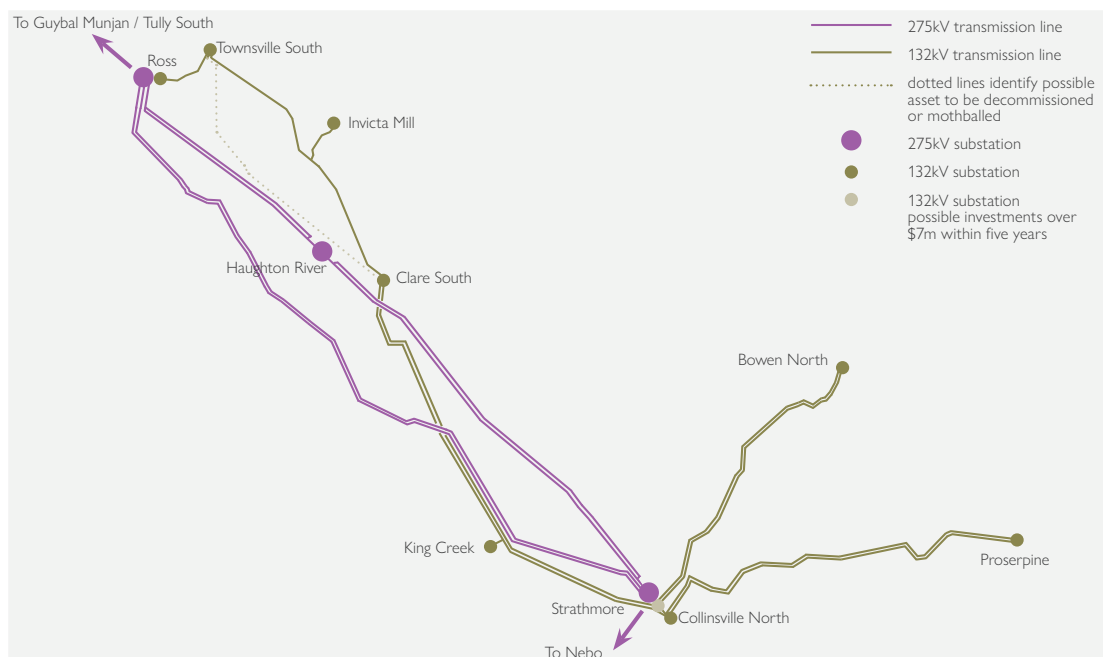 To Guybal Munjan / Tully South
Ross
Townsville South
Invicta Mill
Haughton River
Clare South
Bowen North
King Creek
Proserpine
Strathmore
Collinsville North
To Nebo
275kV transmission line
132kV transmission line
dotted lines identify possible
asset to be decommissioned
or mothballed
275kV substation
132kV substation
132kV substation
possible investments over
$7m within five years